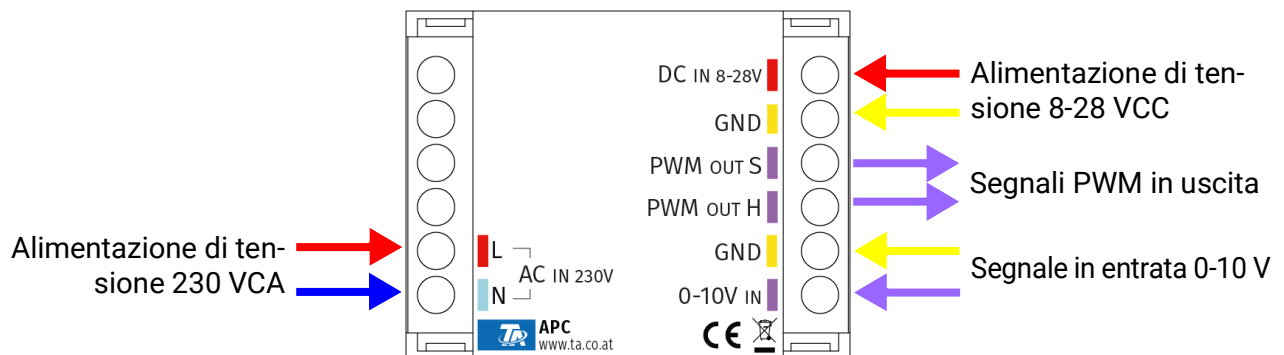 DC IN 8-28V
GND
PWM OUT S
PWM OUT H
GND
0-10V IN
Alimentazione di ten-
sione 8-28 VCC
Segnali PWM in uscita
Segnale in entrata 0-10 V
Alimentazione di ten-
sione 230 VCA
L
AC IN 230V
N
TA
APC
www.ta.co.at
CE